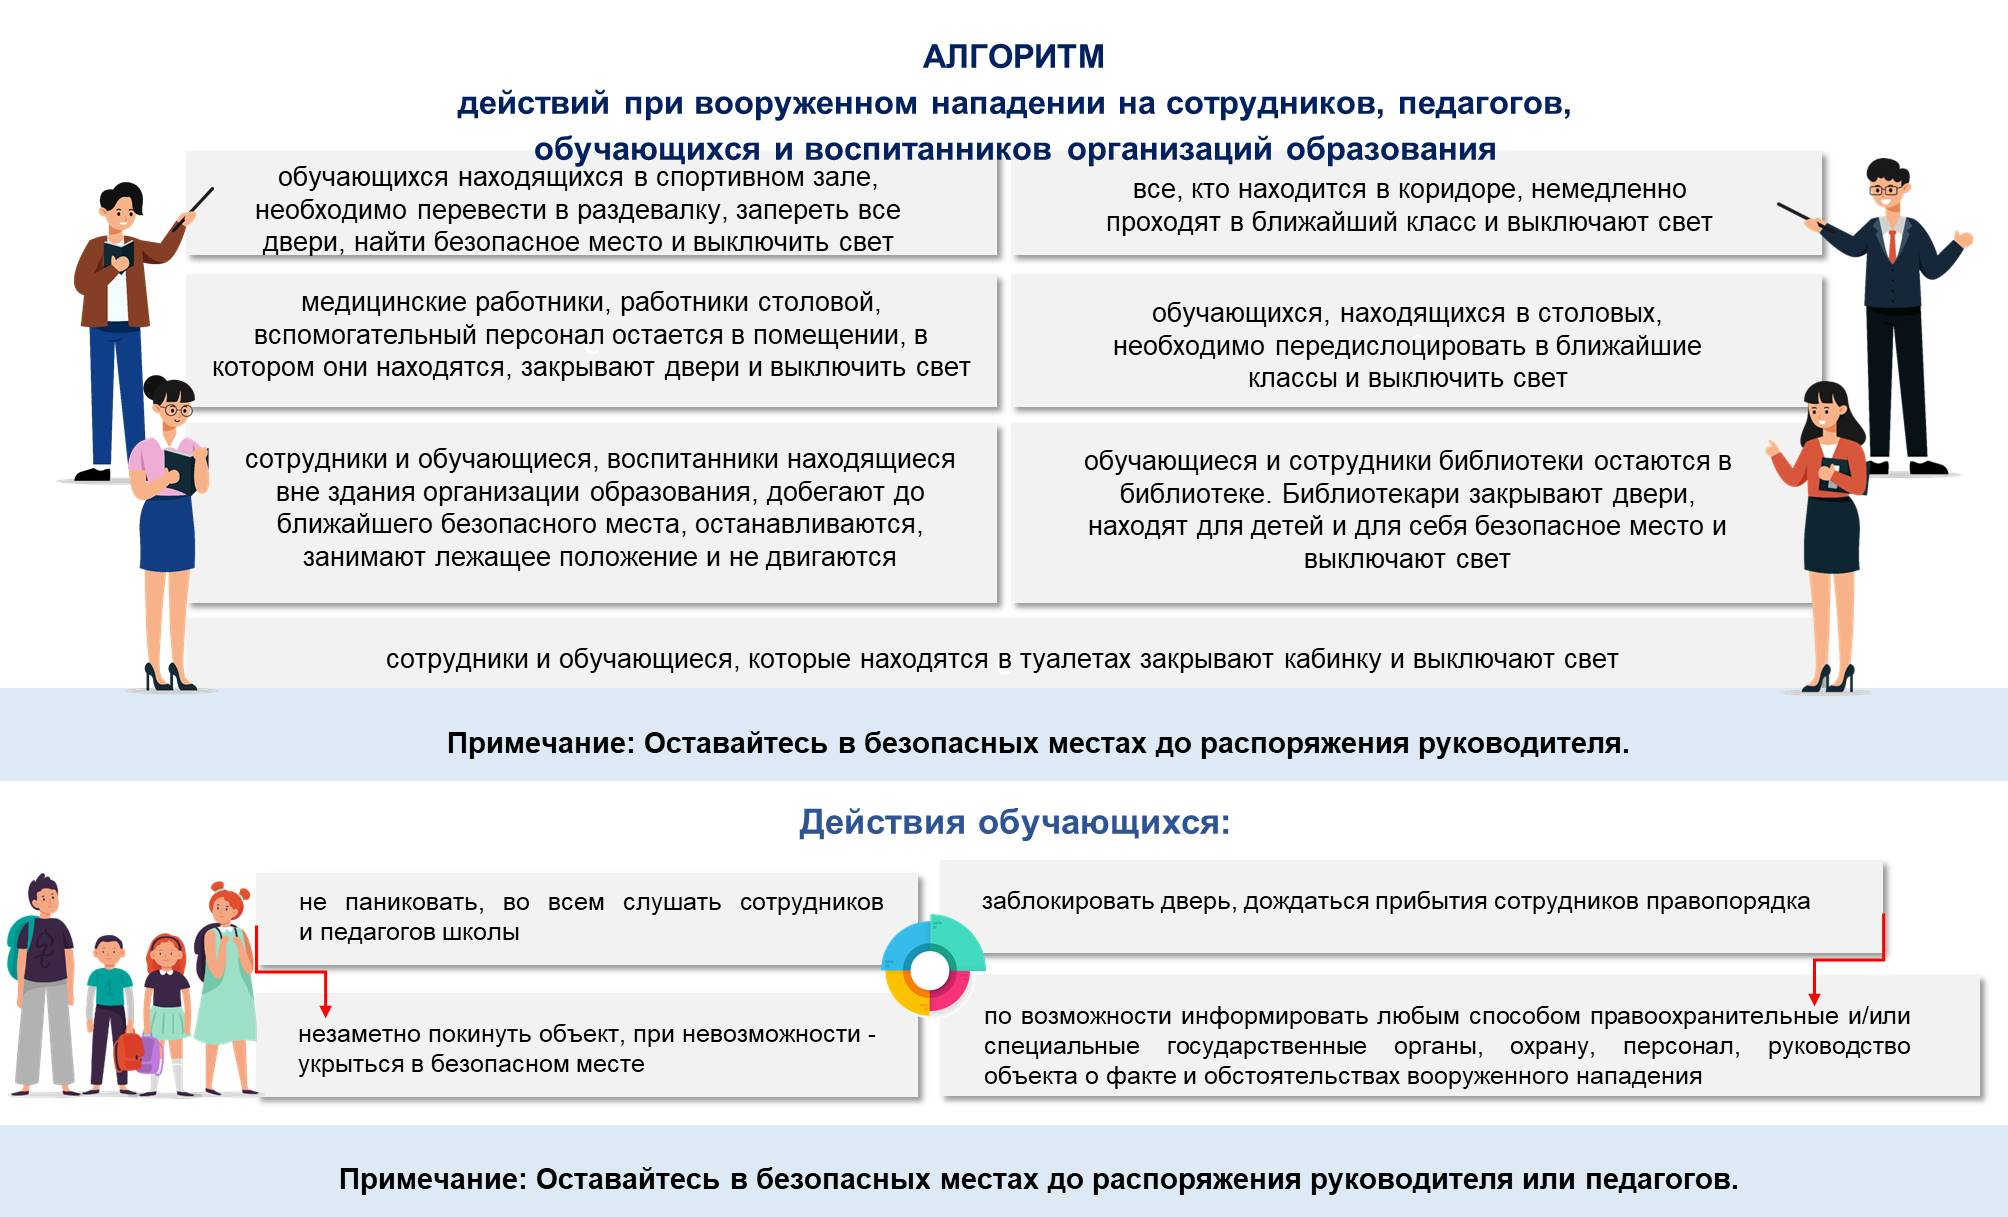 АЛГОРИТМ
действий при вооруженном нападении на сотрудников, педагогов,
обучающихся и воспитанников организаций образования
обучающихся находящихся в спортивном зале,
необходимо перевести в раздевалку, запереть все
двери, найти безопасное место и выключить свет
все, кто находится в коридоре, немедленно
проходят в ближайший класс и выключают свет
медицинские работники, работники столовой,
вспомогательный персонал остается в помещении, в
котором они находятся, закрывают двери и выключить свет
обучающихся, находящихся в столовых,
необходимо передислоцировать в ближайшие
классы и выключить свет
сотрудники и обучающиеся, воспитанники находящиеся
вне здания организации образования, добегают до
ближайшего безопасного места, останавливаются,
занимают лежащее положение и не двигаются
обучающиеся и сотрудники библиотеки остаются в
библиотеке. Библиотекари закрывают двери,
находят для детей и для себя безопасное место и
выключают свет
сотрудники и обучающиеся, которые находятся в туалетах закрывают кабинку и выключают свет
Примечание: Оставайтесь в безопасных местах до распоряжения руководителя.
Действия обучающихся:
не паниковать, во всем слушать сотрудников
и педагогов школы
заблокировать дверь, дождаться прибытия сотрудников правопорядка
незаметно покинуть объект, при невозможности -
укрыться в безопасном месте
по возможности информировать любым способом правоохранительные и/или
специальные государственные органы, охрану, персонал, руководство
объекта о факте и обстоятельствах вооруженного нападения
Примечание: Оставайтесь в безопасных местах до распоряжения руководителя или педагогов.